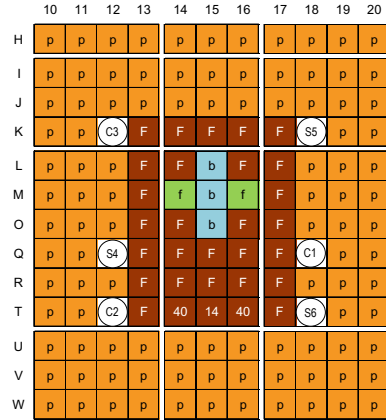 10 11 12 13 14 15 16 17 18 19 20
H p p p p p p p p p p p
I p p p p p p p p p p p
J p p p p p p p p p p p
K p p C3 F F F F F S5 p p
L p p p F F b F F p p p
M p p p F f b f F p p p
O p p p F F b F F p p p
Q p p S4 F F F F F C1 p p
R p p p F F F F F p p p
T p p C2 F 40 14 40 F S6 p p
U p p p p p p p p p p p
V p p p p p p p p p p p
W p p p p p p p p p p p